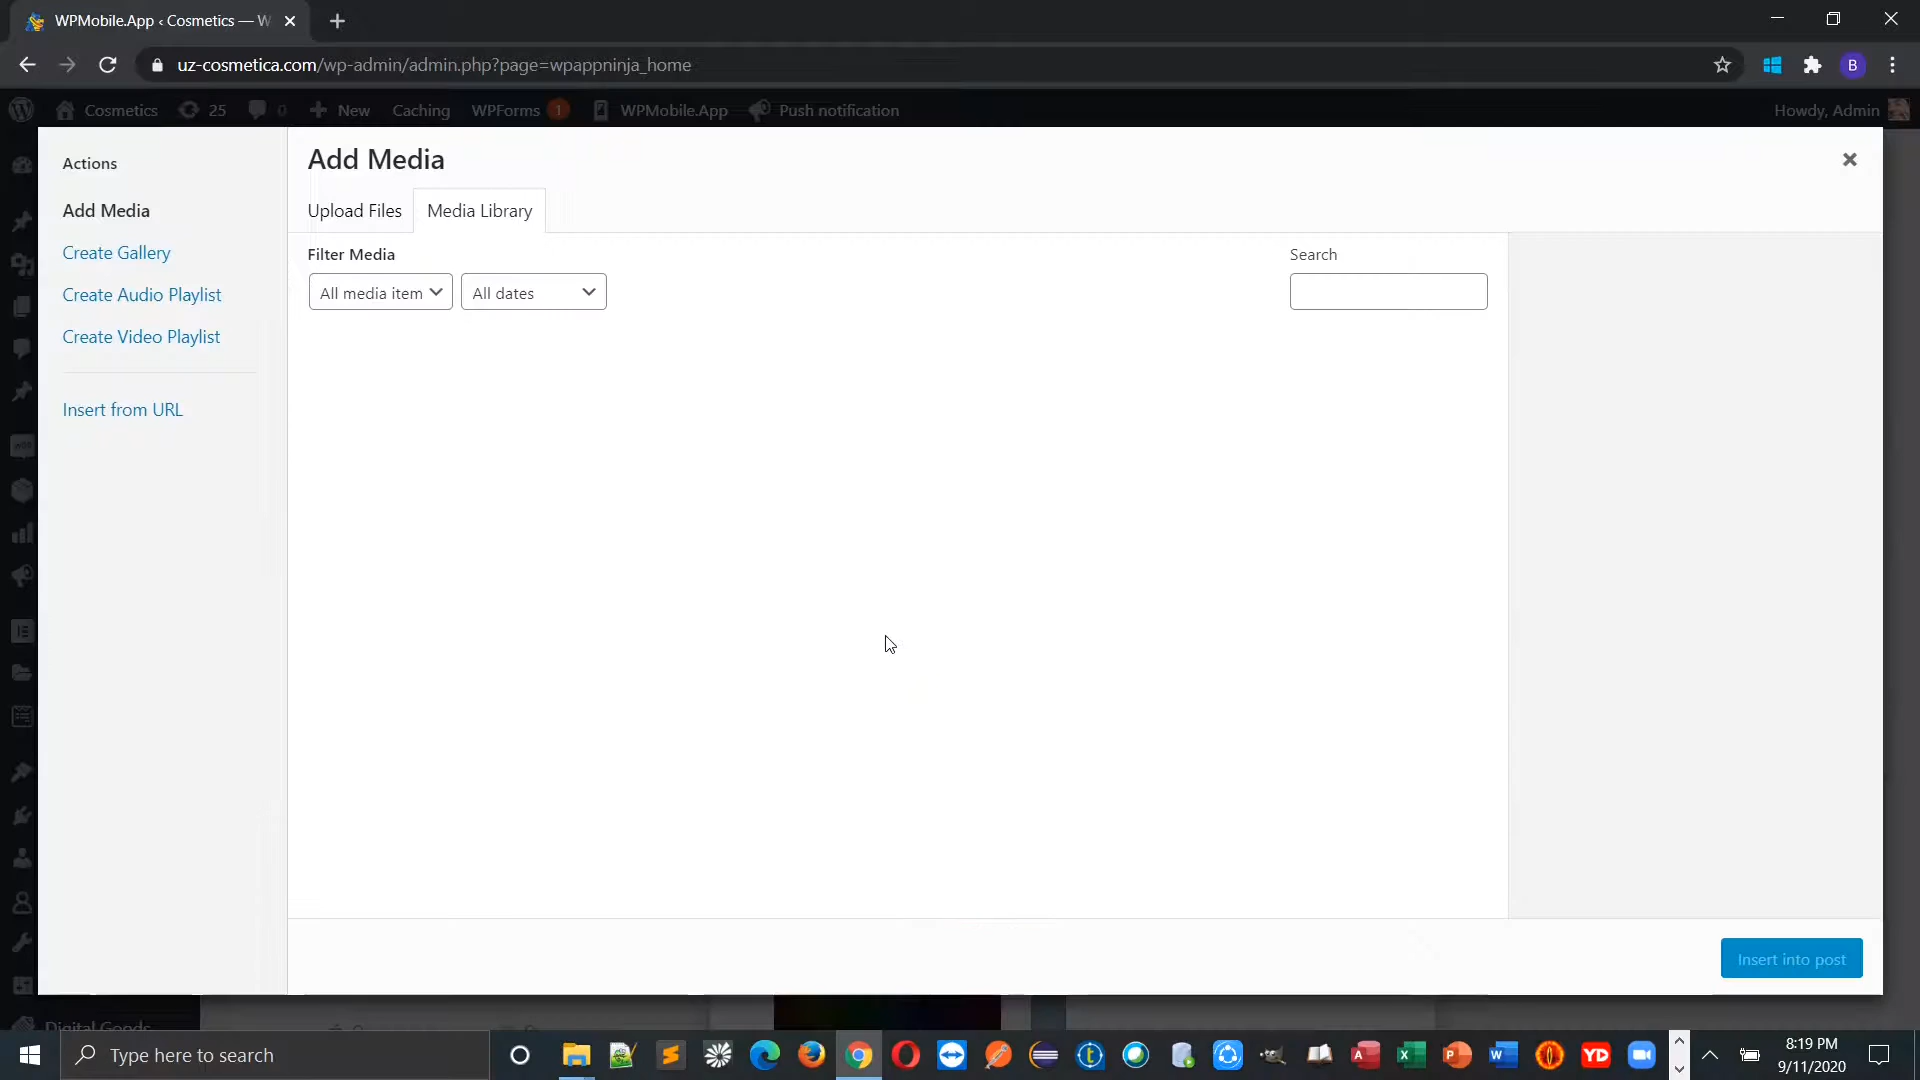 WPMobile.App ‹ Cosmetics — W
uz-cosmetica.com/wp-admin/admin.php?page=wpappninja_home
B
Cosmetics 25 0 New Caching WPForms 1 WPMobile.App Push notification Howdy, Admin
Actions
Add Media
Create Gallery
Create Audio Playlist
Create Video Playlist
Insert from URL
Add Media
Upload Files Media Library
Filter Media Search
All media item All dates
Insert into post
Digital Goods
Type here to search
YD
8:19 PM
9/11/2020